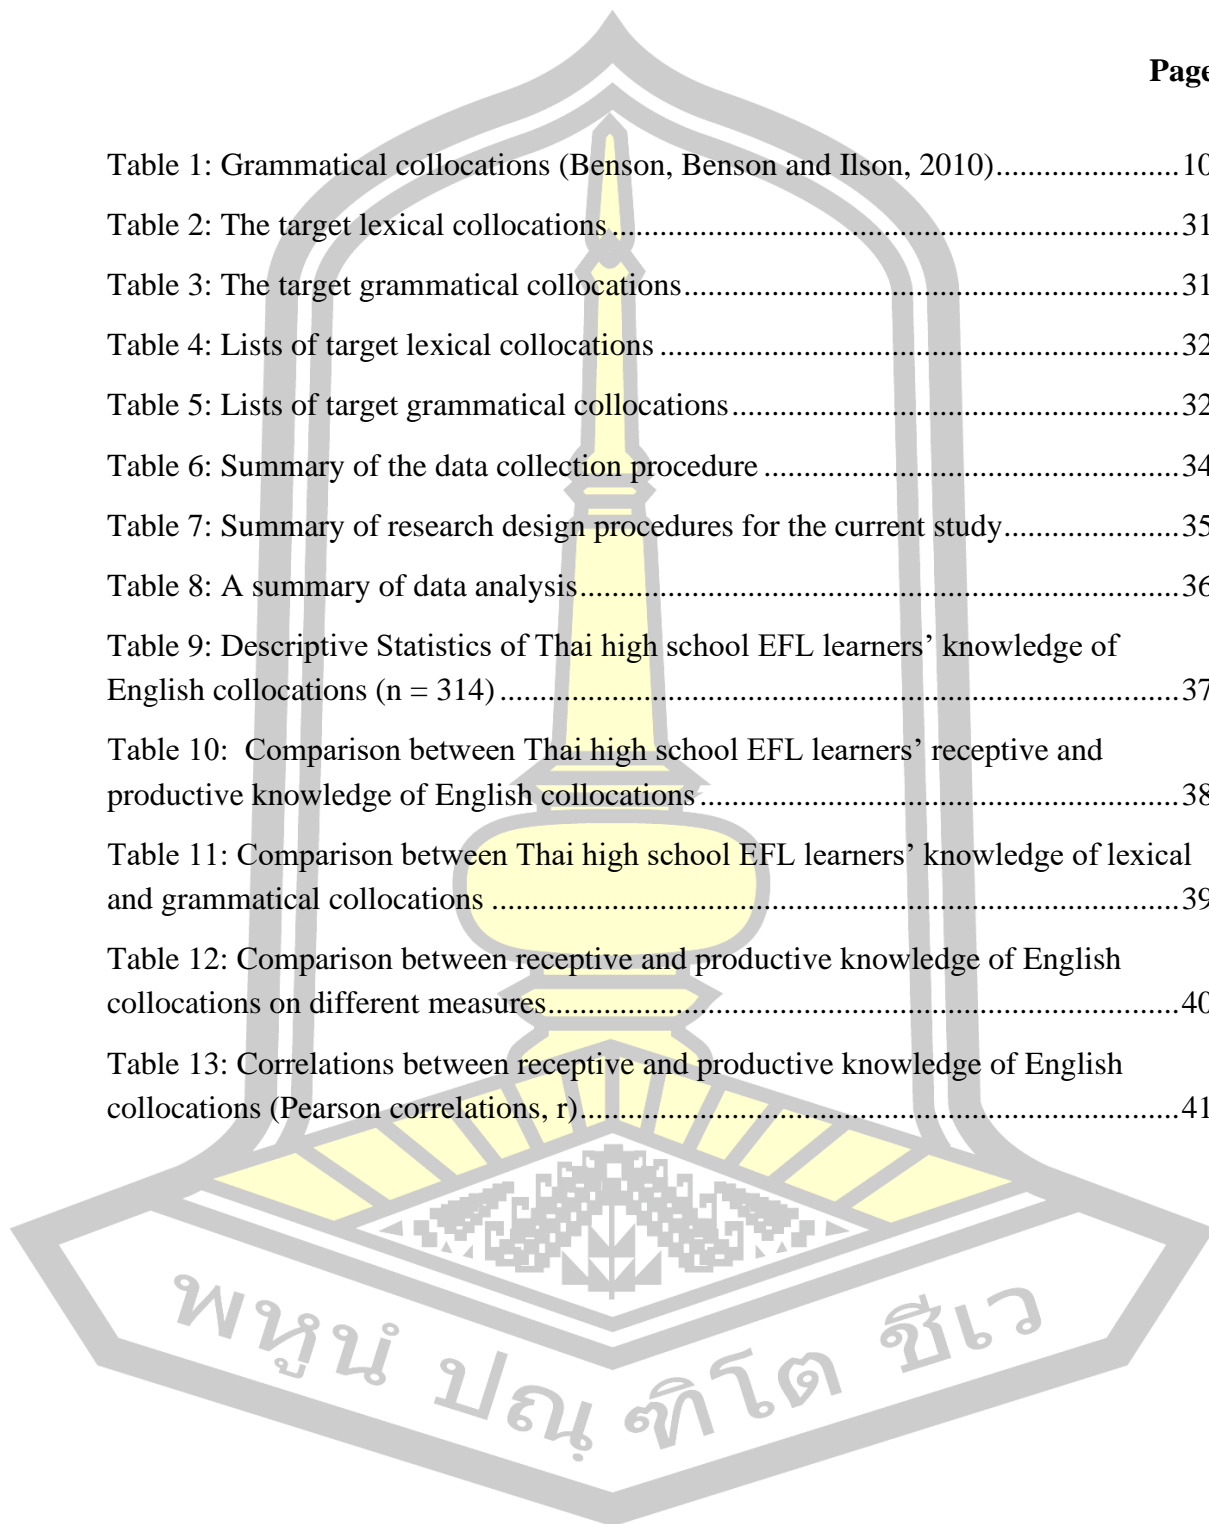 Page
Table 1: Grammatical collocations (Benson, Benson and Ilson, 2010)......................10
Table 2: The target lexical collocations....................................................................31
Table 3: The target grammatical collocations...........................................................31
Table 4: Lists of target lexical collocations ..............................................................32
Table 5: Lists of target grammatical collocations.....................................................32
Table 6: Summary of the data collection procedure .................................................34
Table 7: Summary of research design procedures for the current study.....................35
Table 8: A summary of data analysis........................................................................36
Table 9: Descriptive Statistics of Thai high school EFL learners’ knowledge of
English collocations (n = 314) .................................................................................37
Table 10:  Comparison between Thai high school EFL learners’ receptive and
productive knowledge of English collocations .........................................................38
Table 11: Comparison between Thai high school EFL learners’ knowledge of lexical
and grammatical collocations ..................................................................................39
Table 12: Comparison between receptive and productive knowledge of English
collocations on different measures...........................................................................40
Table 13: Correlations between receptive and productive knowledge of English
collocations (Pearson correlations, r).......................................................................41
พหูนํ ปณฺฑิโต ชีเว